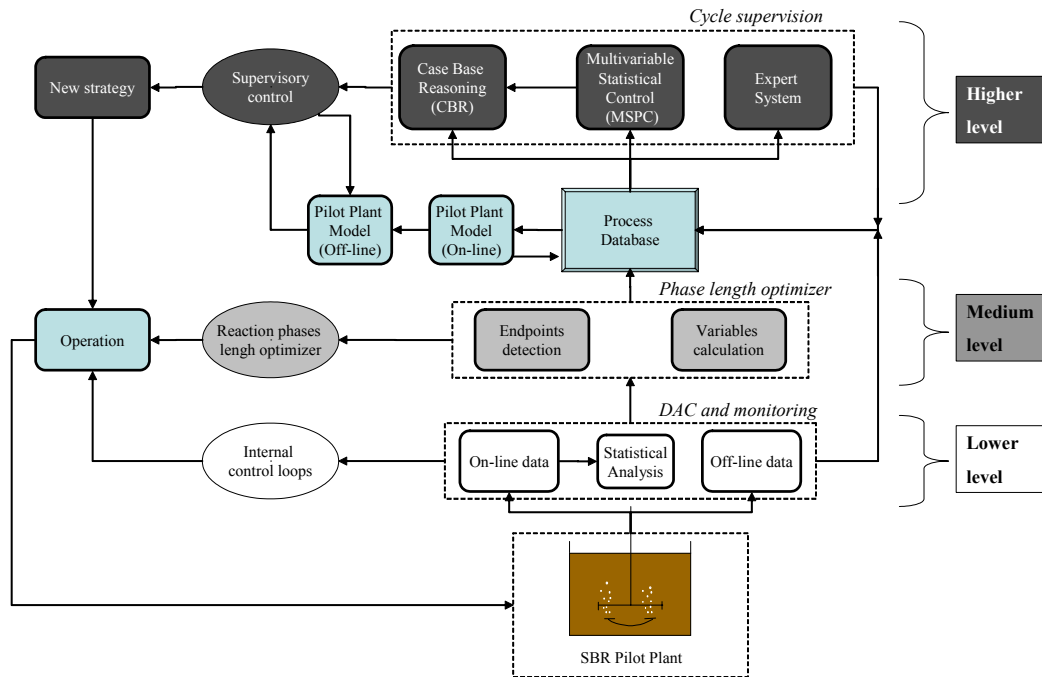 Cycle supervision
New strategy
Supervisory
control
Case Base
Reasoning
(CBR)
Multivariable
Statistical
Control
(MSPC)
Expert
System
Higher
level
Pilot Plant
Model
(Off-line)
Pilot Plant
Model
(On-line)
Process
Database
Phase length optimizer
Operation
Reaction phases
lengh optimizer
Endpoints
detection
Variables
calculation
Medium
level
DAC and monitoring
Internal
control loops
On-line data
Statistical
Analysis
Off-line data
Lower
level
SBR Pilot Plant